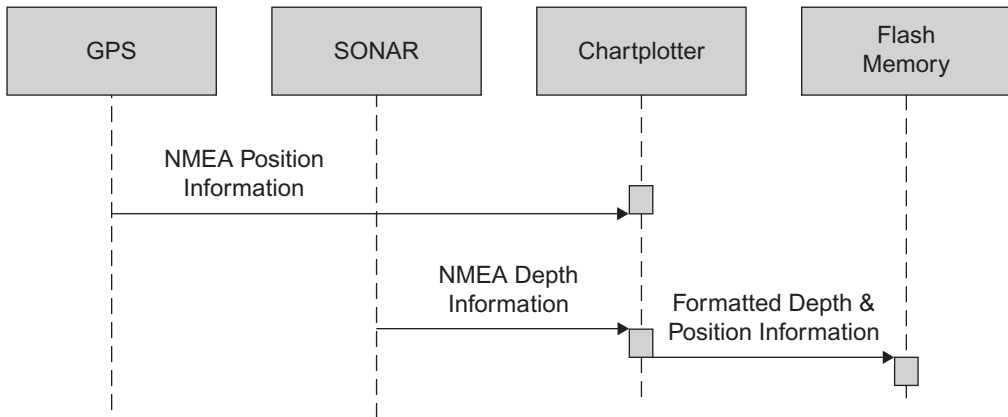 GPS
SONAR
Chartplotter
Flash
Memory
NMEA Position
Information
NMEA Depth
Information
Formatted Depth &
Position Information